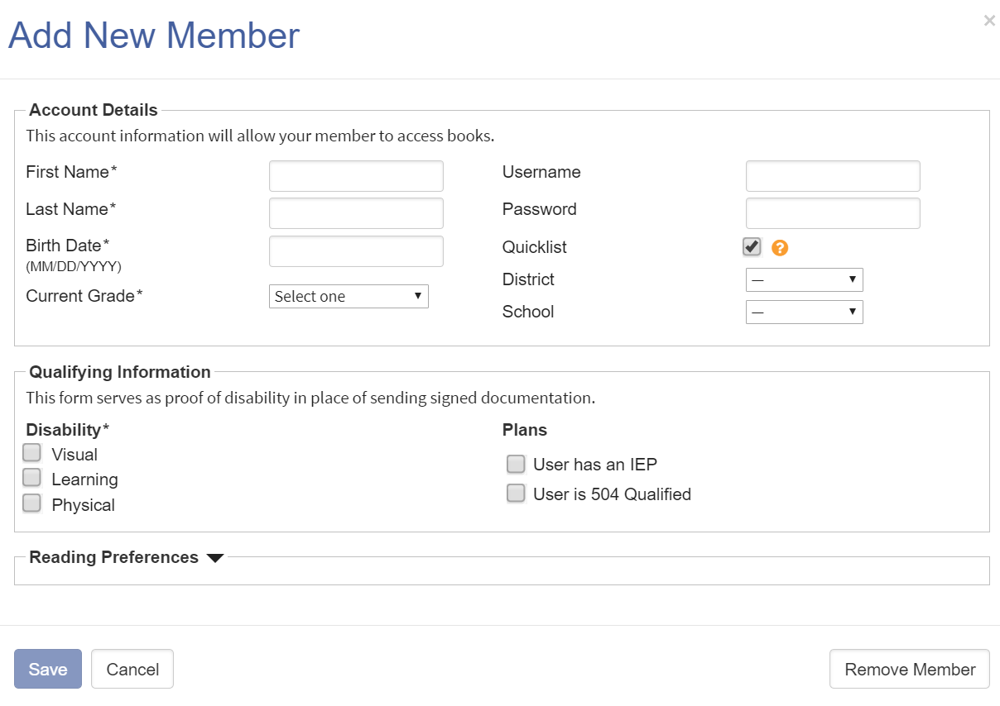 Add New Member
×
Account Details
This account information will allow your member to access books.
First Name*
Last Name*
Birth Date*
(MM/DD/YYYY)
Current Grade*
Select one
Username
Password
Quicklist
?
District
—
School
—
Qualifying Information
This form serves as proof of disability in place of sending signed documentation.
Disability*
Visual
Learning
Physical
Plans
User has an IEP
User is 504 Qualified
Reading Preferences
Save
Cancel
Remove Member